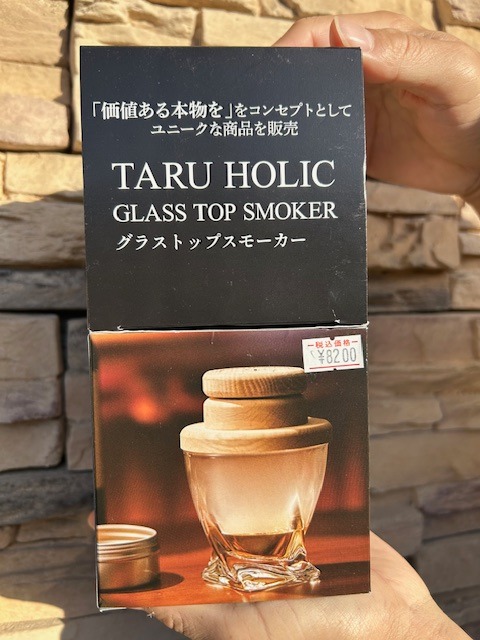 「価値ある本物を」をコンセプトとして
ユニークな商品を販売
TARU HOLIC
GLASS TOP SMOKER
グラストップスモーカー
ー税込価格ー
¥8200